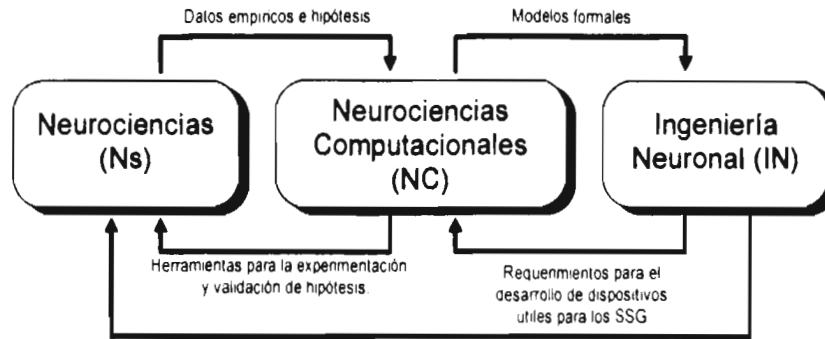 Datos empíricos e hipótesis
Modelos formales
Neurociencias
(Ns)
Neurociencias
Computacionales
(NC)
Ingeniería
Neuronal (IN)
Herramientas para la experimentación
y validación de hipótesis.
Requerimientos para el
desarrollo de dispositivos
utiles para los SSG